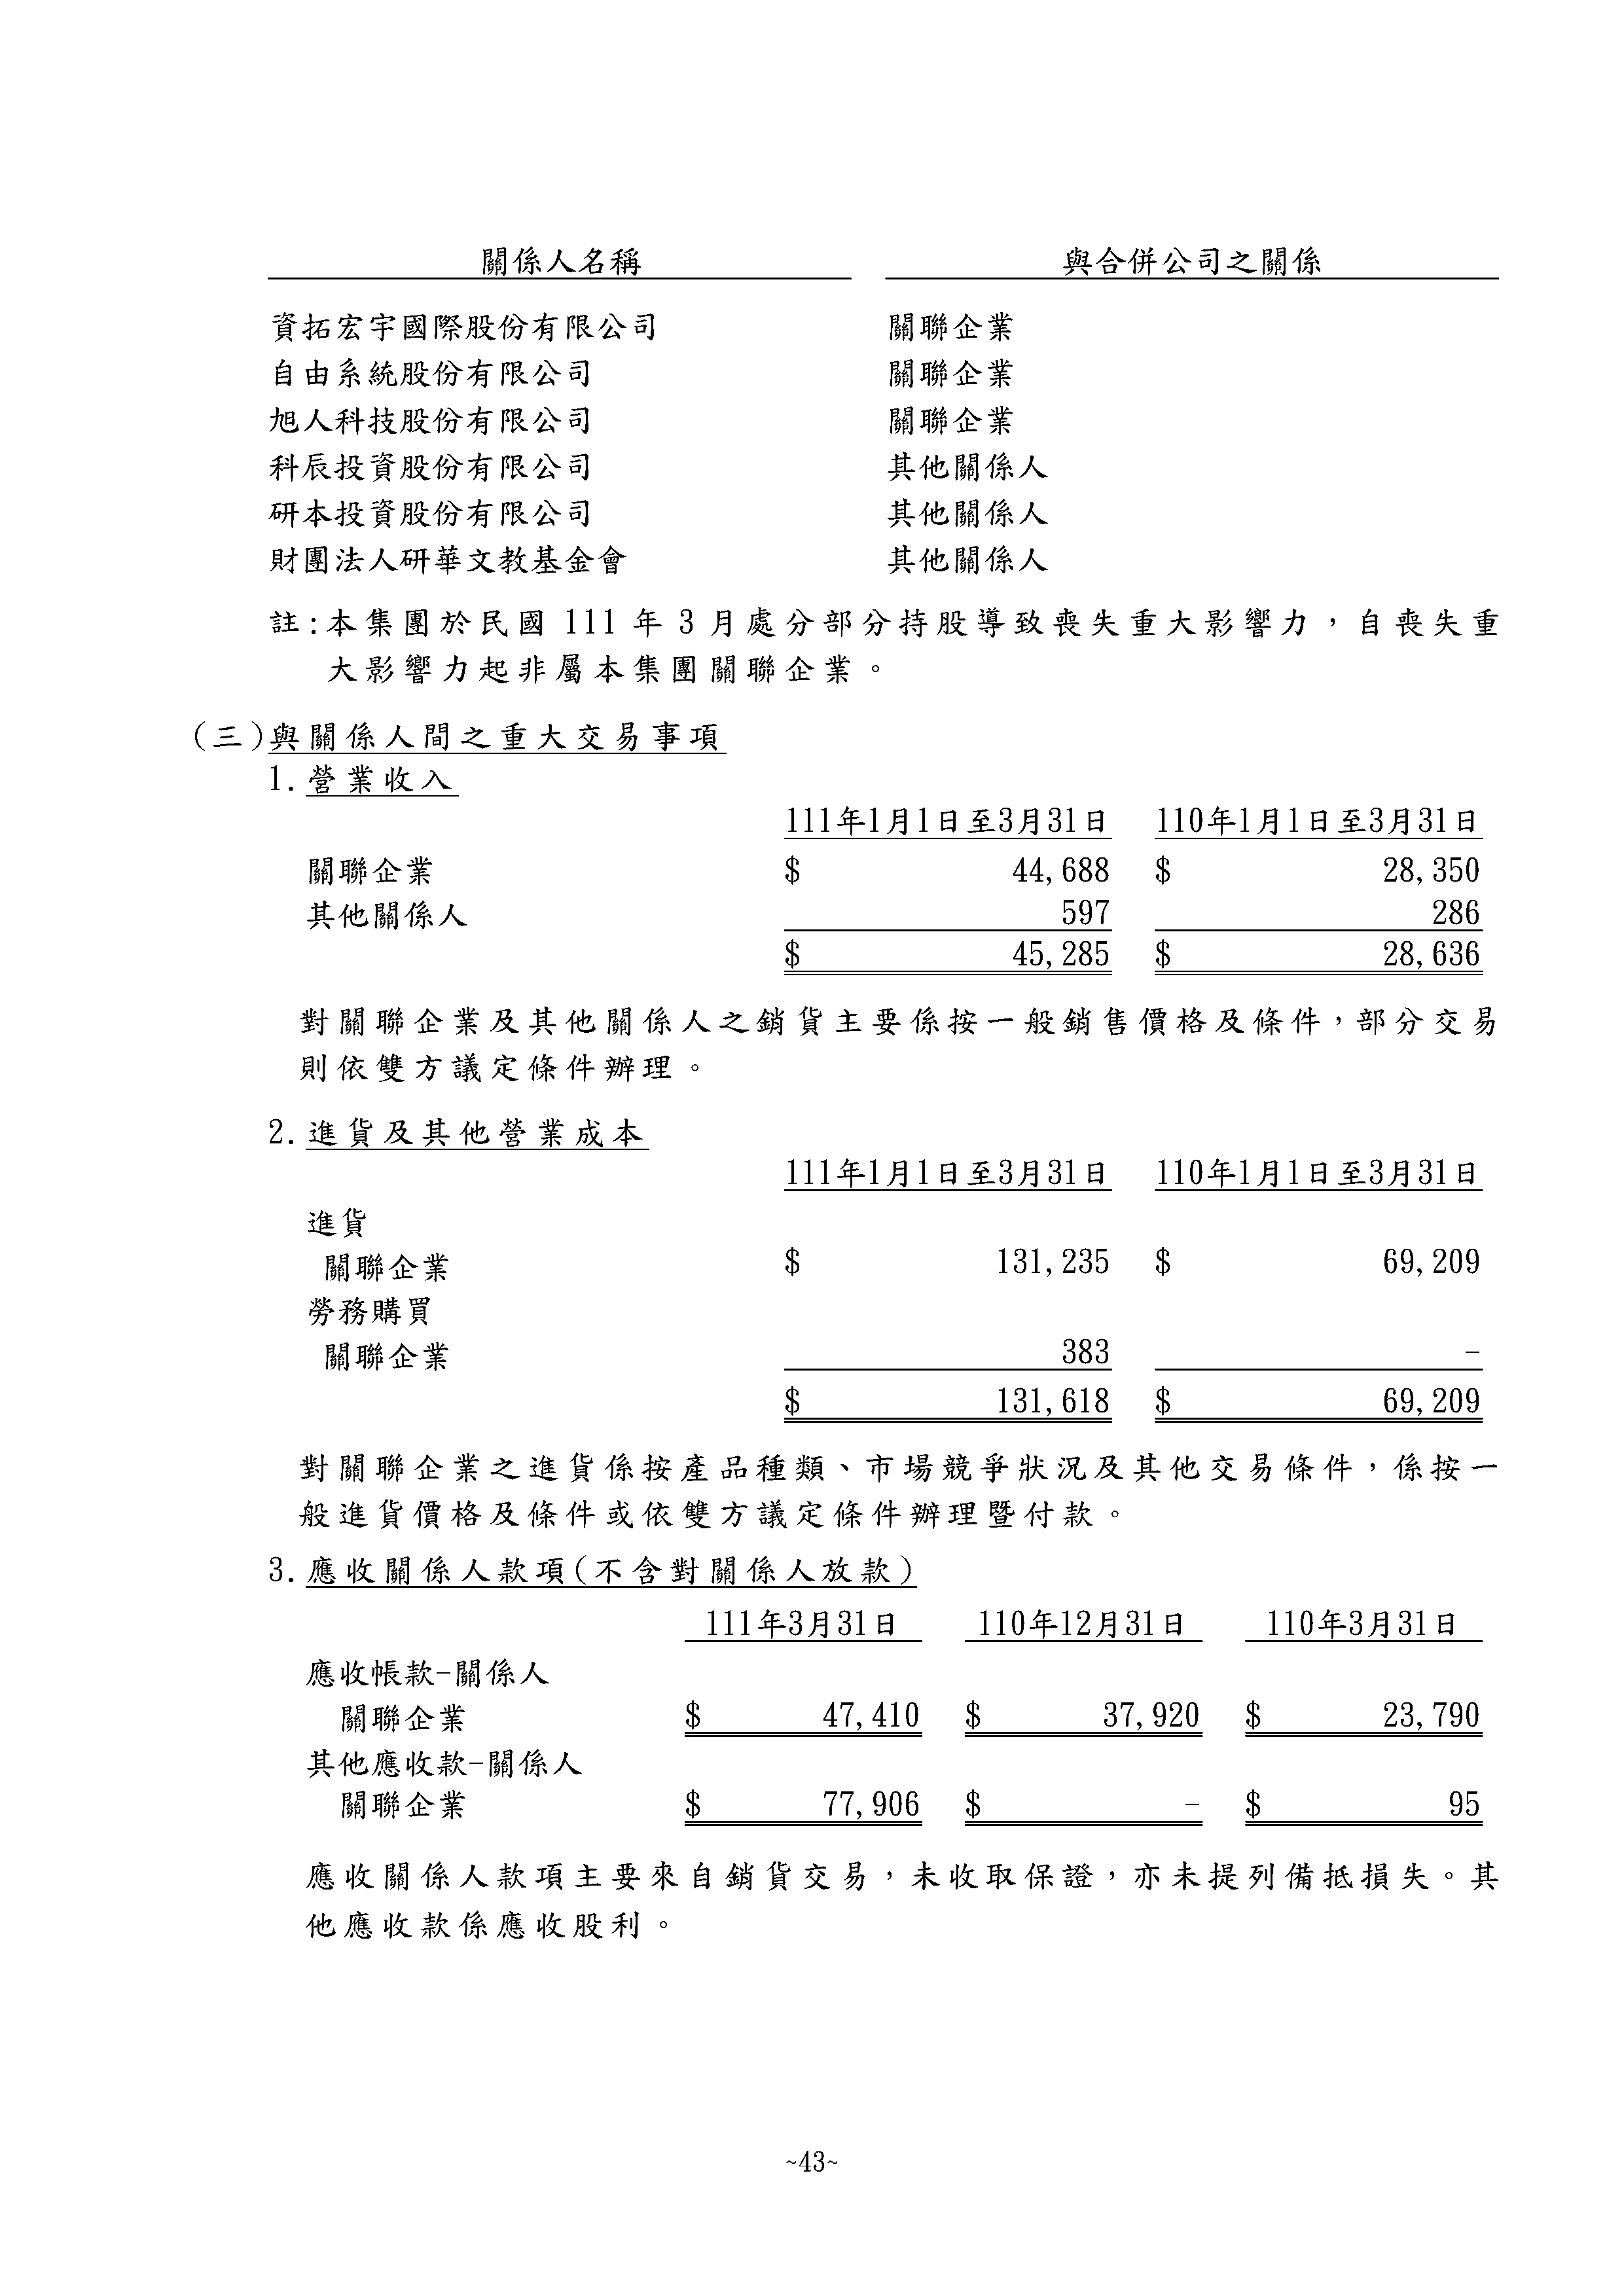 關係人名稱 與合併公司之關係
資拓宏宇國際股份有限公司 關聯企業
自由系統股份有限公司 關聯企業
旭人科技股份有限公司 關聯企業
科辰投資股份有限公司 其他關係人
研本投資股份有限公司 其他關係人
財團法人研華文教基金會 其他關係人
註:本集團於民國 111 年 3 月處分部分持股導致喪失重大影響力，自喪失重
大影響力起非屬本集團關聯企業。
(三)與關係人間之重大交易事項
1.營業收入
111年1月1日至3月31日 110年1月1日至3月31日
關聯企業 $ 44,688 $ 28,350
其他關係人 597 286
$ 45,285 $ 28,636
對關聯企業及其他關係人之銷貨主要係按一般銷售價格及條件，部分交易
則依雙方議定條件辦理。
2.進貨及其他營業成本
111年1月1日至3月31日 110年1月1日至3月31日
進貨
關聯企業 $ 131,235 $ 69,209
勞務購買
關聯企業 383 -
$ 131,618 $ 69,209
對關聯企業之進貨係按產品種類、市場競爭狀況及其他交易條件，係按一
般進貨價格及條件或依雙方議定條件辦理暨付款。
3.應收關係人款項(不含對關係人放款)
111年3月31日 110年12月31日 110年3月31日
應收帳款-關係人
關聯企業 $ 47,410 $ 37,920 $ 23,790
其他應收款-關係人
關聯企業 $ 77,906 $ - $ 95
應收關係人款項主要來自銷貨交易，未收取保證，亦未提列備抵損失。其
他應收款係應收股利。
~43~